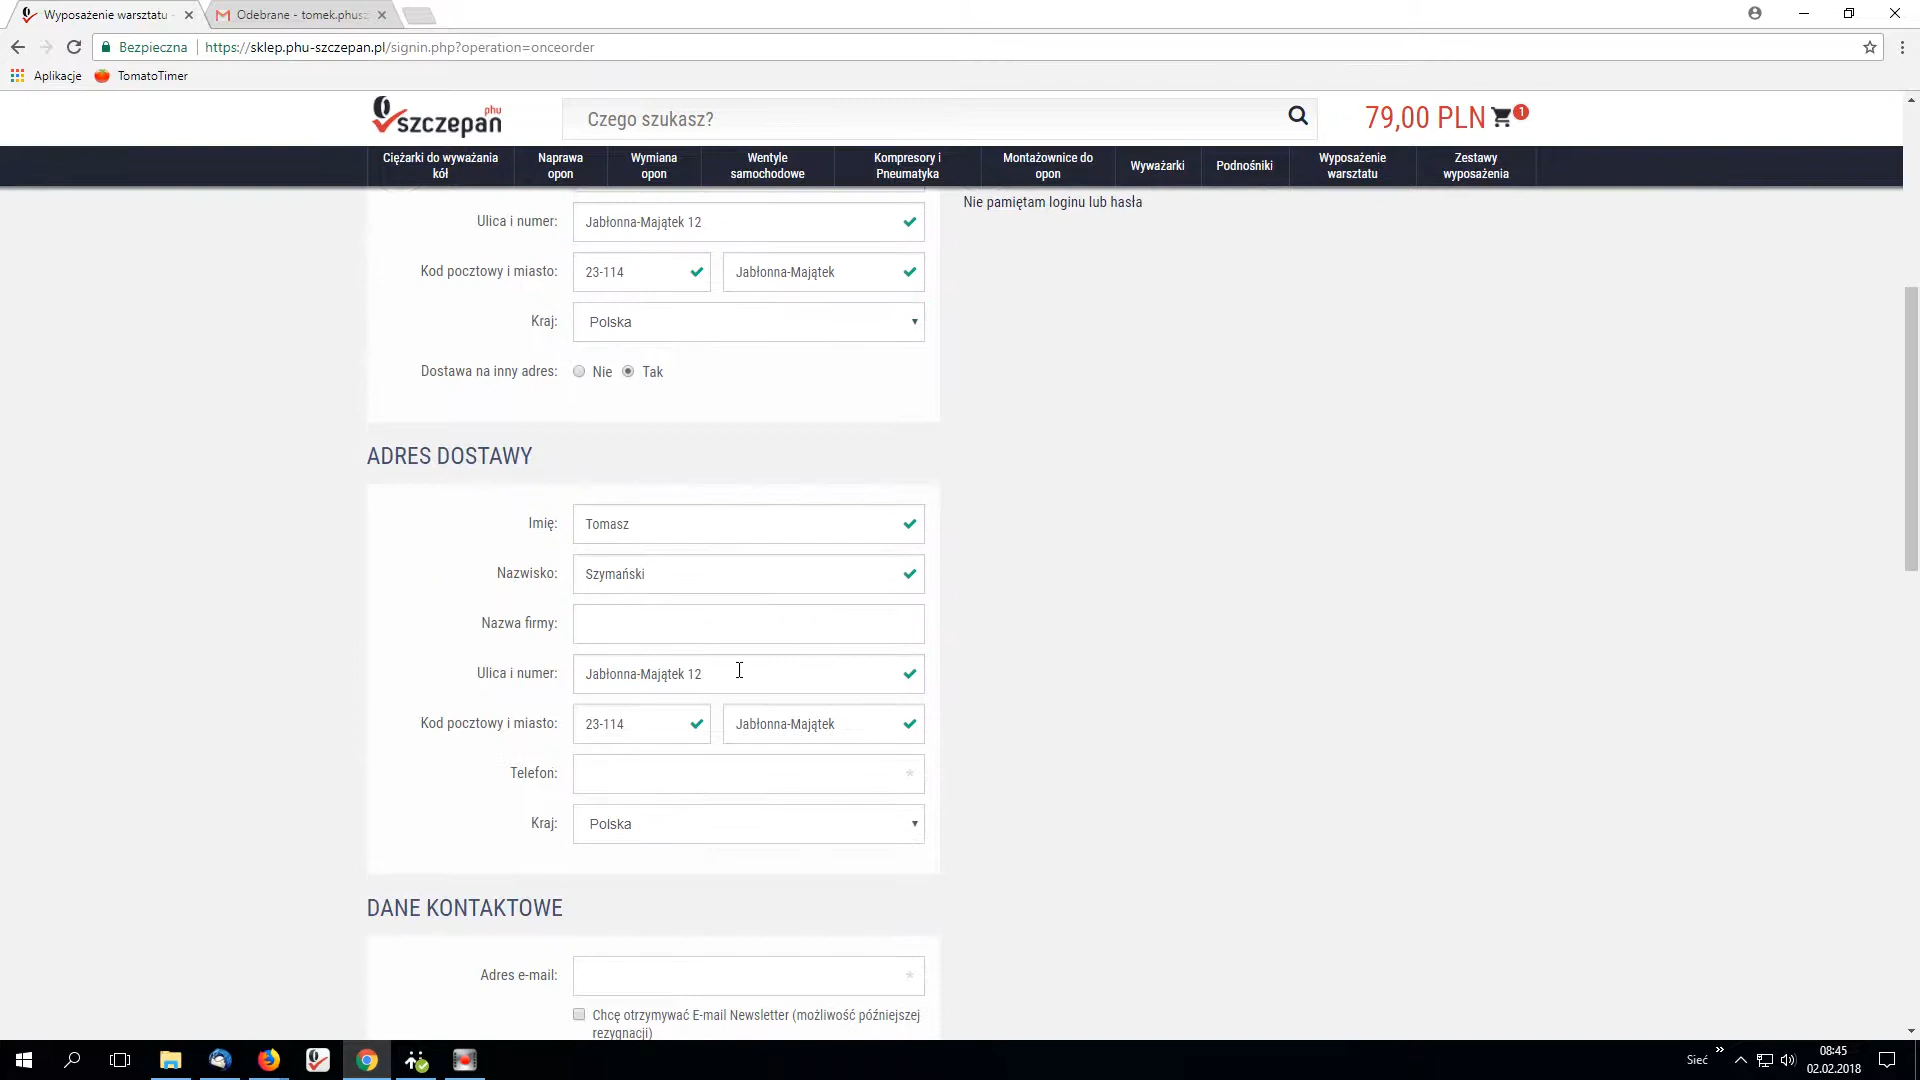 Wyposażenie warsztatu -
Odebrane - tomek.phusz
Bezpieczna
https://sklep.phu-szczepan.pl/signin.php?operation=onceorder
Aplikacje
TomatoTimer
phu
szczepan
Czego szukasz?
79,00 PLN
1
Ciężarki do wyważania
kół
Naprawa
opon
Wymiana
opon
Wentyle
samochodowe
Kompresory i
Pneumatyka
Montażownice do
opon
Wyważarki
Podnośniki
Wyposażenie
warsztatu
Zestawy
wyposażenia
Nie pamiętam loginu lub hasła
Ulica i numer:
Jabłonna-Majątek 12
Kod pocztowy i miasto:
23-114
Jabłonna-Majątek
Kraj:
Polska
Dostawa na inny adres:
Nie
Tak
ADRES DOSTAWY
Imię:
Tomasz
Nazwisko:
Szymański
Nazwa firmy:
Ulica i numer:
Jabłonna-Majątek 12
Kod pocztowy i miasto:
23-114
Jabłonna-Majątek
Telefon:
*
Kraj:
Polska
DANE KONTAKTOWE
Adres e-mail:
*
Chcę otrzymywać E-mail Newsletter (możliwość późniejszej
rezygnacji)
Sieć
08:45
02.02.2018